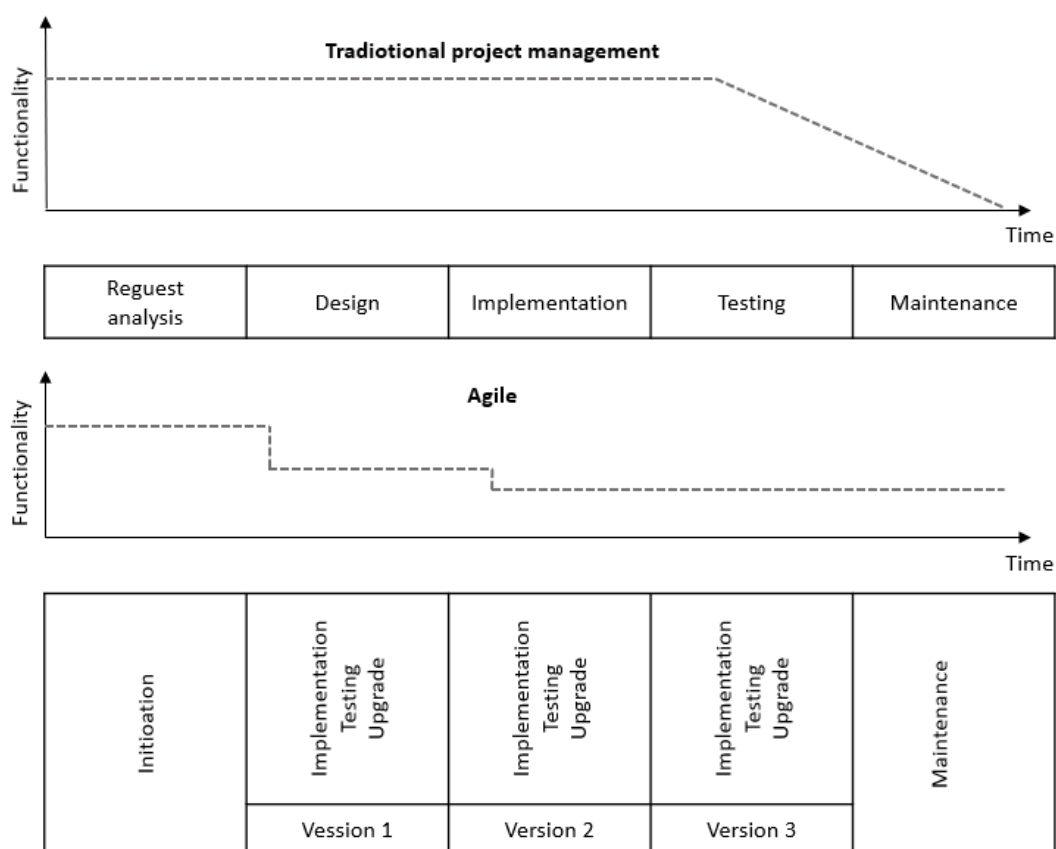 Tradiotional project management
Functionality
Time
Reguest
analysis
Design
Implementation
Testing
Maintenance
Agile
Functionality
Time
Initioation
Implementation
Testing
Upgrade
Implementation
Testing
Upgrade
Implementation
Testing
Upgrade
Maintenance
Vession 1
Version 2
Version 3